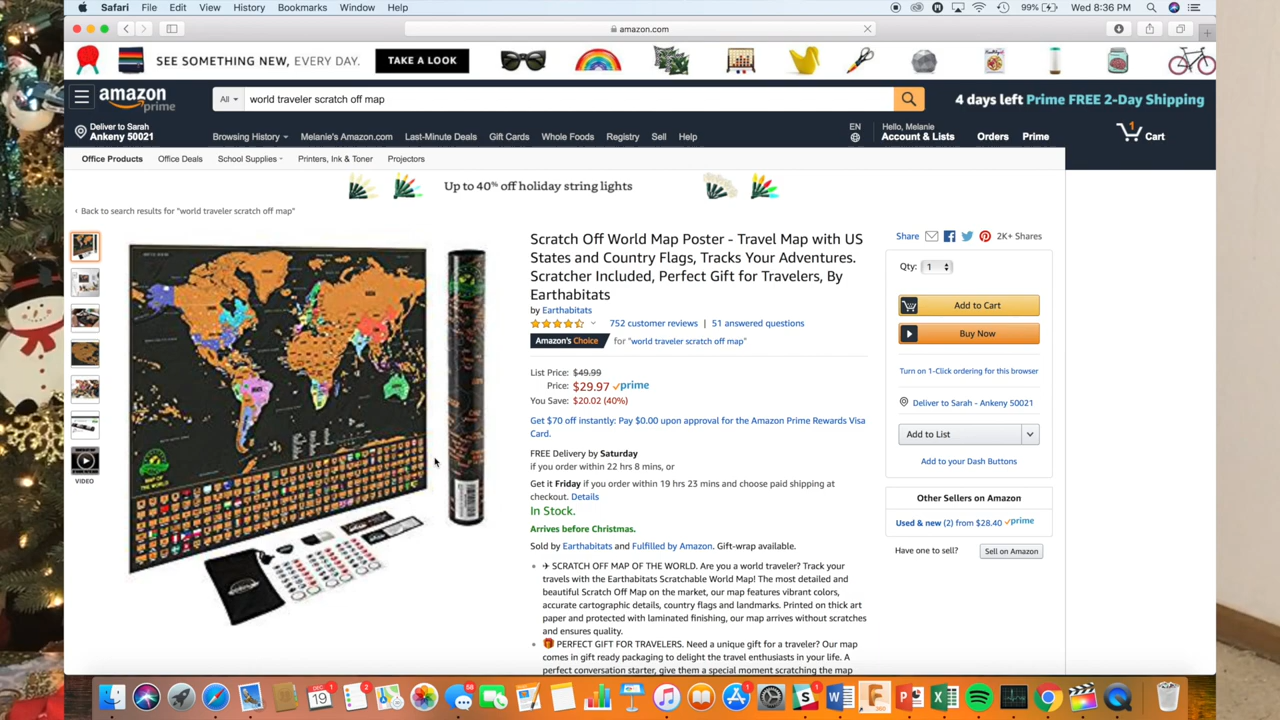 Safari File Edit View History Bookmarks Window Help
99% Wed 8:36 PM
amazon.com
SEE SOMETHING NEW, EVERY DAY. TAKE A LOOK
amazon prime
All world traveler scratch off map
4 days left Prime FREE 2-Day Shipping
Deliver to Sarah
Ankeny 50021
Browsing History Melanie's Amazon.com Last-Minute Deals Gift Cards Whole Foods Registry Sell Help
EN
Hello, Melanie
Account & Lists Orders Prime 1 Cart
Office Products Office Deals School Supplies Printers, Ink & Toner Projectors
Up to 40% off holiday string lights
‹ Back to search results for "world traveler scratch off map"
VIDEO
MAP OF THE WORLD
Scratch Off World Map Poster - Travel Map with US
States and Country Flags, Tracks Your Adventures.
Scratcher Included, Perfect Gift for Travelers, By
Earthabitats
by Earthabitats
752 customer reviews | 51 answered questions
Amazon's Choice for "world traveler scratch off map"
List Price: $49.99
Price: $29.97 prime
You Save: $20.02 (40%)
Get $70 off instantly: Pay $0.00 upon approval for the Amazon Prime Rewards Visa
Card.
FREE Delivery by Saturday
if you order within 22 hrs 8 mins, or
Get it Friday if you order within 19 hrs 23 mins and choose paid shipping at
checkout. Details
In Stock.
Arrives before Christmas.
Sold by Earthabitats and Fulfilled by Amazon. Gift-wrap available.
• ✈ SCRATCH OFF MAP OF THE WORLD. Are you a world traveler? Track your
travels with the Earthabitats Scratchable World Map! The most detailed and
beautiful Scratch Off Map on the market, our map features vibrant colors,
accurate cartographic details, country flags and landmarks. Printed on thick art
paper and protected with laminated finishing, our map arrives without scratches
and ensures quality.
• 🎁 PERFECT GIFT FOR TRAVELERS. Need a unique gift for a traveler? Our map
comes in gift ready packaging to delight the travel enthusiasts in your life. A
perfect conversation starter, give them a special moment scratching the map
Share 2K+ Shares
Qty: 1
Add to Cart
Buy Now
Turn on 1-Click ordering for this browser
Deliver to Sarah - Ankeny 50021
Add to List
Add to your Dash Buttons
Other Sellers on Amazon
Used & new (2) from $28.40 prime
Have one to sell? Sell on Amazon